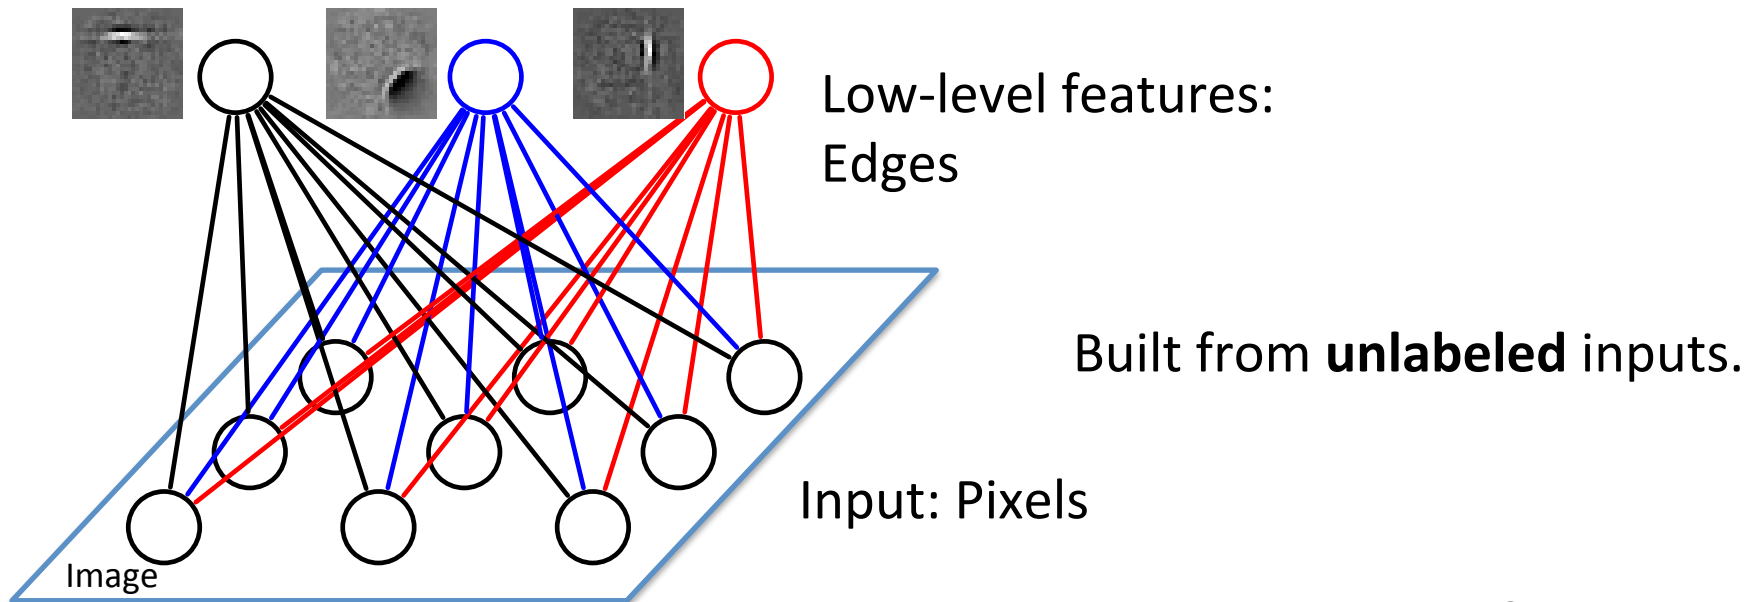 Low-level features:
Edges
Built from unlabeled inputs.
Input: Pixels
Image